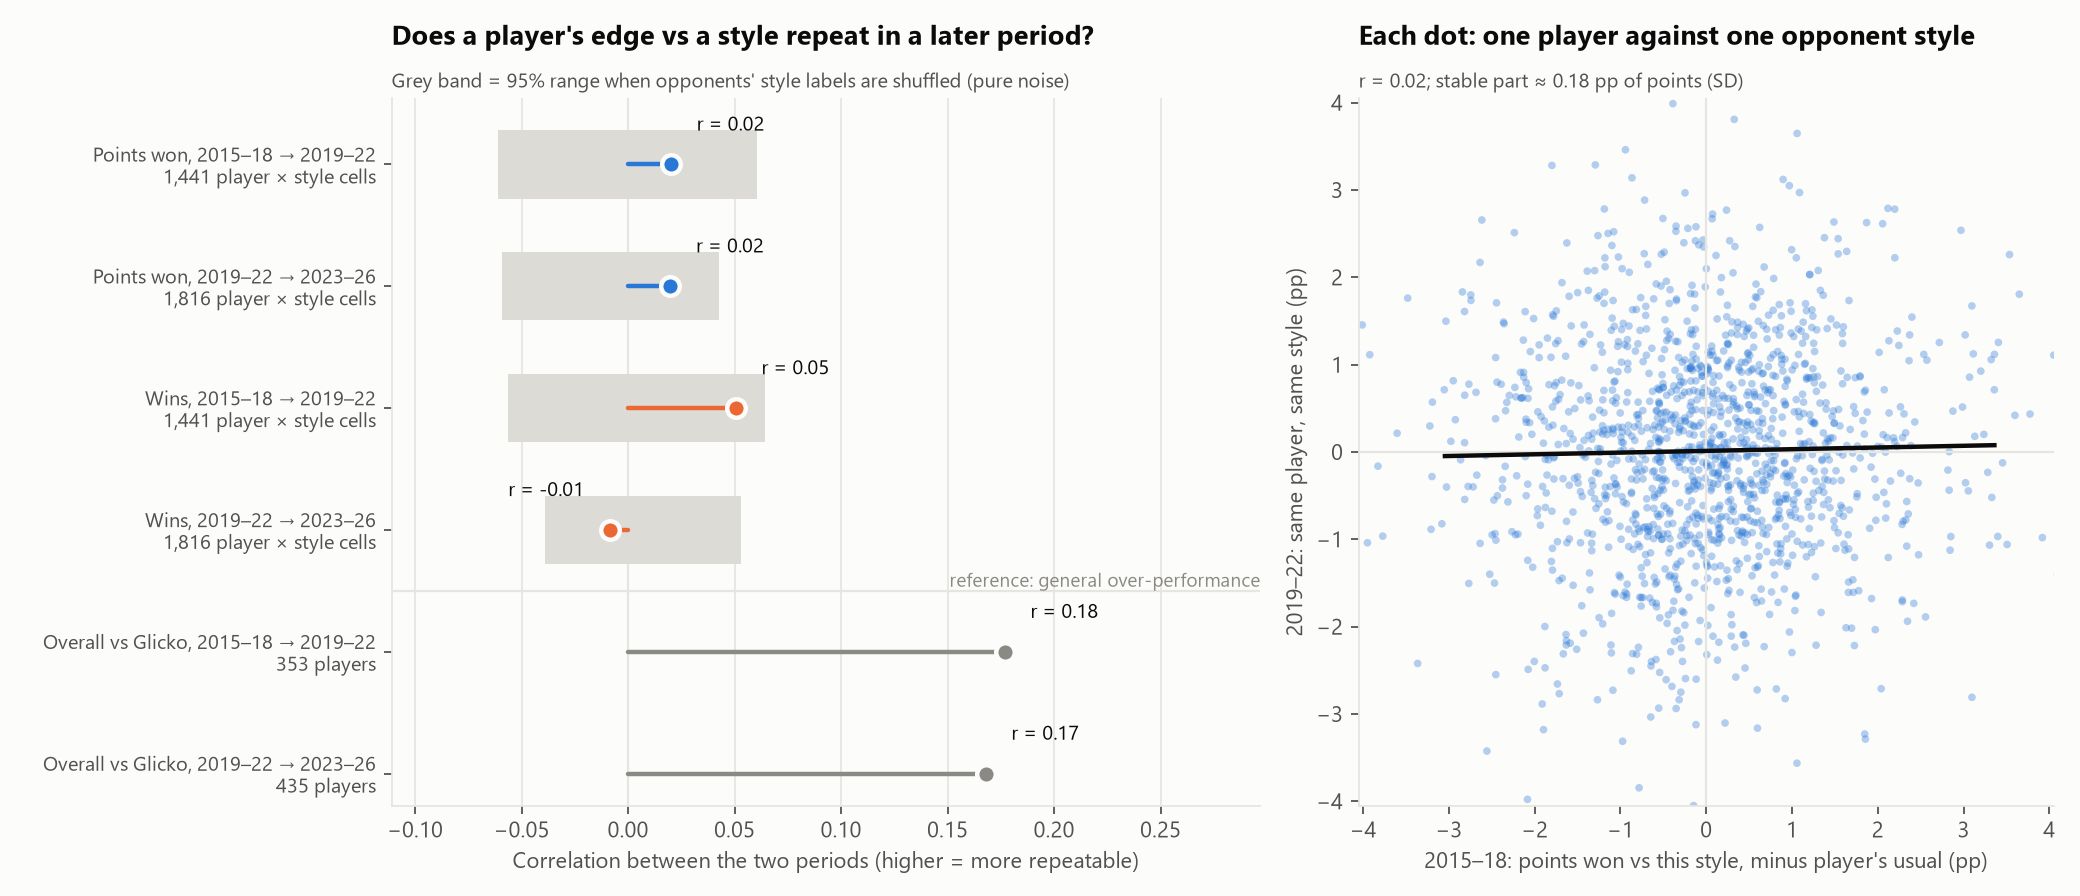 Does a player's edge vs a style repeat in a later period?
Grey band = 95% range when opponents' style labels are shuffled (pure noise)
r = 0.02
Points won, 2015–18 → 2019–22
1,441 player × style cells
r = 0.02
Points won, 2019–22 → 2023–26
1,816 player × style cells
r = 0.05
Wins, 2015–18 → 2019–22
1,441 player × style cells
r = -0.01
Wins, 2019–22 → 2023–26
1,816 player × style cells
reference: general over-performance
r = 0.18
Overall vs Glicko, 2015–18 → 2019–22
353 players
r = 0.17
Overall vs Glicko, 2019–22 → 2023–26
435 players
−0.10 −0.05 0.00 0.05 0.10 0.15 0.20 0.25
Correlation between the two periods (higher = more repeatable)
Each dot: one player against one opponent style
r = 0.02; stable part ≈ 0.18 pp of points (SD)
2019–22: same player, same style (pp)
4
3
2
1
0
−1
−2
−3
−4
−4 −3 −2 −1 0 1 2 3 4
2015–18: points won vs this style, minus player's usual (pp)